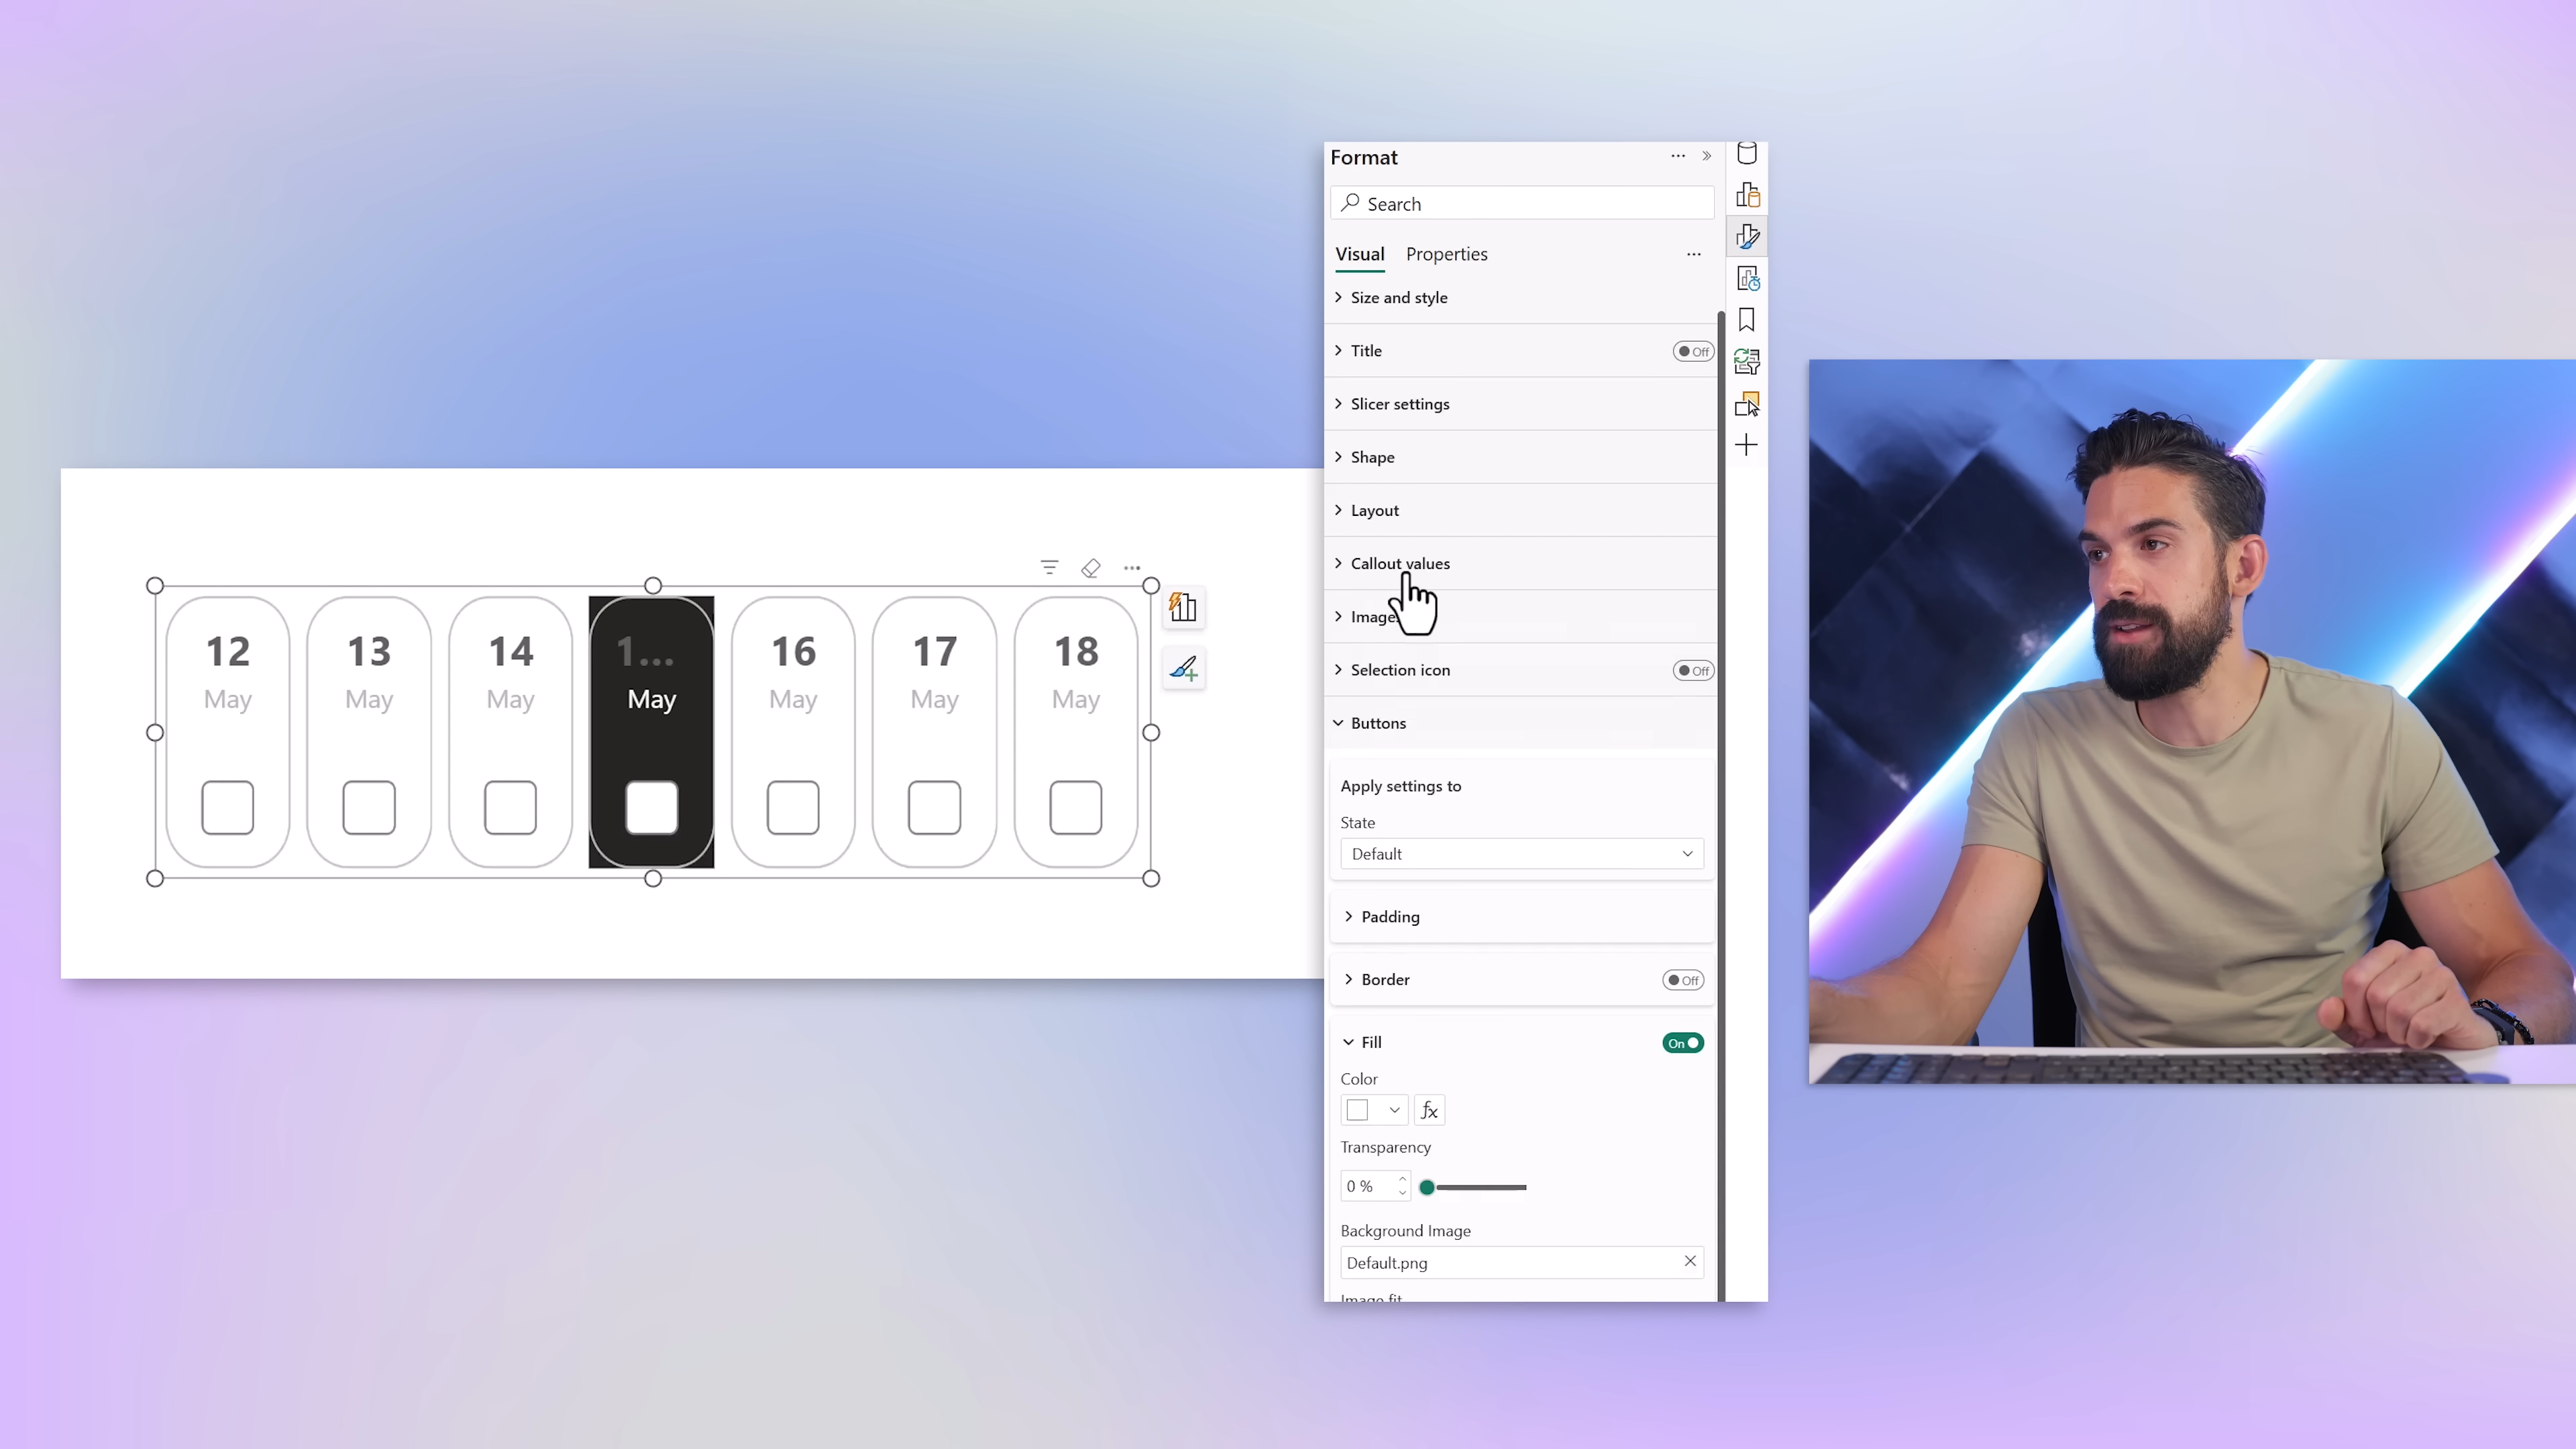 Format
Search
Visual Properties
Size and style
Title Off
Slicer settings
Shape
Layout
Callout values
Image
Selection icon Off
Buttons
Apply settings to
State
Default
Padding
Border Off
Fill On
Color
fx
Transparency
0 %
Background Image
Default.png
Image fit
12 13 14 1... 16 17 18
May May May May May May May